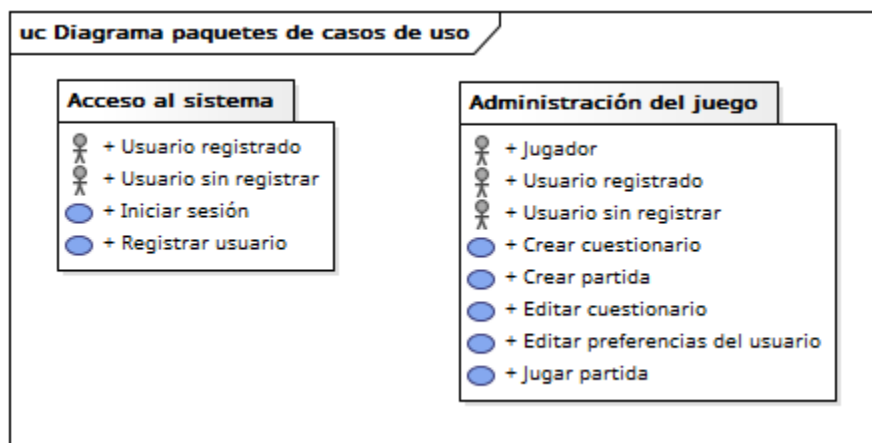 uc Diagrama paquetes de casos de uso
Acceso al sistema
+ Usuario registrado
+ Usuario sin registrar
+ Iniciar sesión
+ Registrar usuario
Administración del juego
+ Jugador
+ Usuario registrado
+ Usuario sin registrar
+ Crear cuestionario
+ Crear partida
+ Editar cuestionario
+ Editar preferencias del usuario
+ Jugar partida